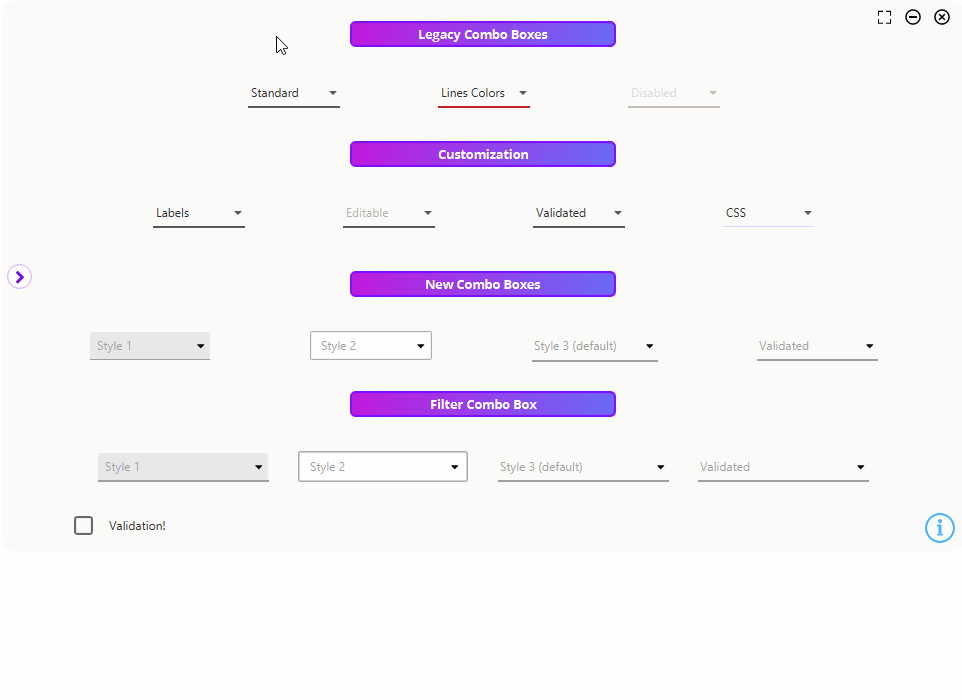 Legacy Combo Boxes
Standard Lines Colors Disabled
Customization
Labels Editable Validated CSS
New Combo Boxes
Style 1 Style 2 Style 3 (default) Validated
Filter Combo Box
Style 1 Style 2 Style 3 (default) Validated
Validation!